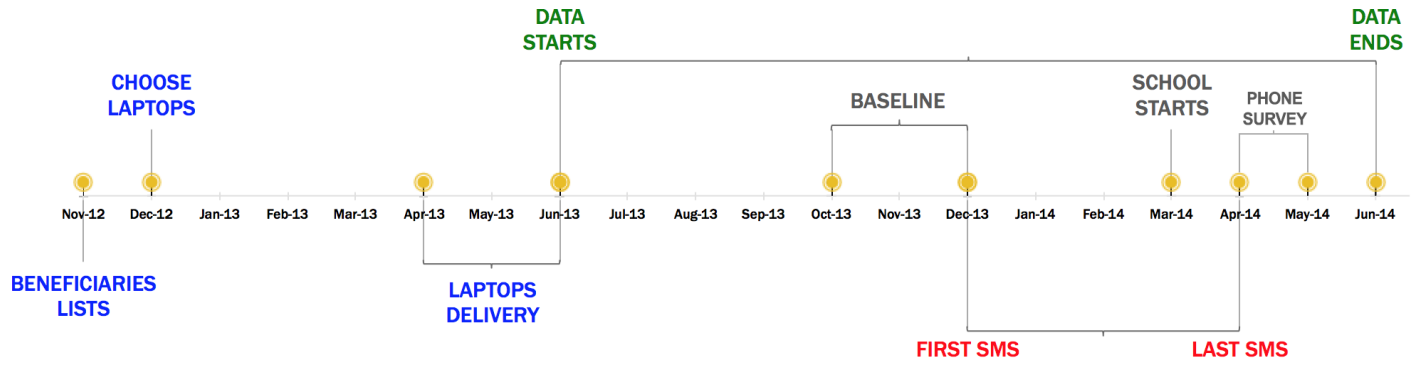 DATA
STARTS
DATA
ENDS
CHOOSE
LAPTOPS
BASELINE
SCHOOL
STARTS
PHONE
SURVEY
Nov-12 Dec-12 Jan-13 Feb-13 Mar-13 Apr-13 May-13 Jun-13 Jul-13 Aug-13 Sep-13 Oct-13 Nov-13 Dec-13 Jan-14 Feb-14 Mar-14 Apr-14 May-14 Jun-14
BENEFICIARIES
LISTS
LAPTOPS
DELIVERY
FIRST SMS
LAST SMS